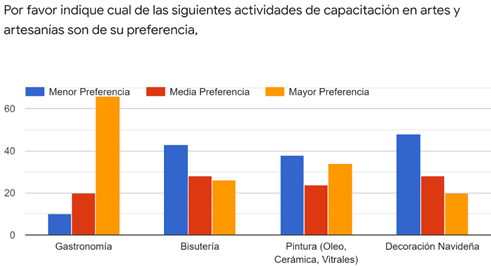 Por favor indique cual de las siguientes actividades de capacitación en artes y
artesanías son de su preferencia,
Menor Preferencia Media Preferencia Mayor Preferencia
60
40
20
0
Gastronomía Bisutería Pintura (Oleo, Decoración Navideña
Cerámica, Vitrales)